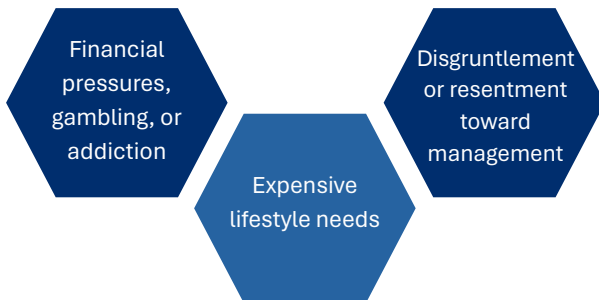 Financial
pressures,
gambling, or
addiction
Expensive
lifestyle needs
Disgruntlement
or resentment
toward
management